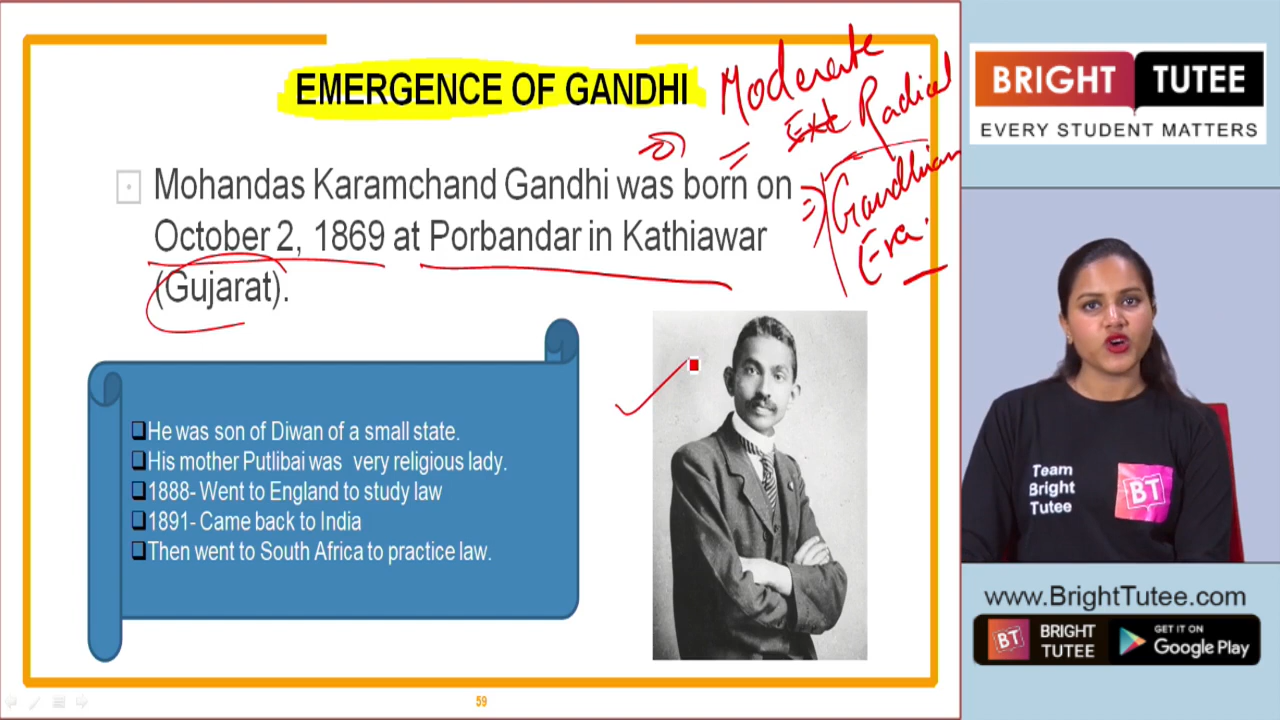 EMERGENCE OF GANDHI
Moderate
Ext Radical
Gandhian
Era.
Mohandas Karamchand Gandhi was born on
October 2, 1869 at Porbandar in Kathiawar
(Gujarat).
❑He was son of Diwan of a small state.
❑His mother Putlibai was very religious lady.
❑1888- Went to England to study law
❑1891- Came back to India
❑Then went to South Africa to practice law.
59
BRIGHT TUTEE
EVERY STUDENT MATTERS
Team
Bright
Tutee
BT
www.BrightTutee.com
BT
BRIGHT
TUTEE
GET IT ON
Google Play